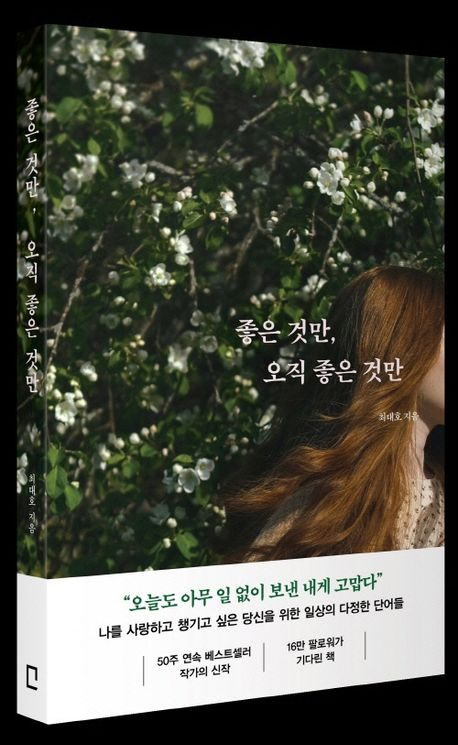 좋은 것만, 오직 좋은 것만
최대호 지음
좋은 것만,
오직 좋은 것만
최대호 지음
“오늘도 아무 일 없이 보낸 내게 고맙다”
나를 사랑하고 챙기고 싶은 당신을 위한 일상의 다정한 단어들
50주 연속 베스트셀러
작가의 신작
16만 팔로워가
기다린 책